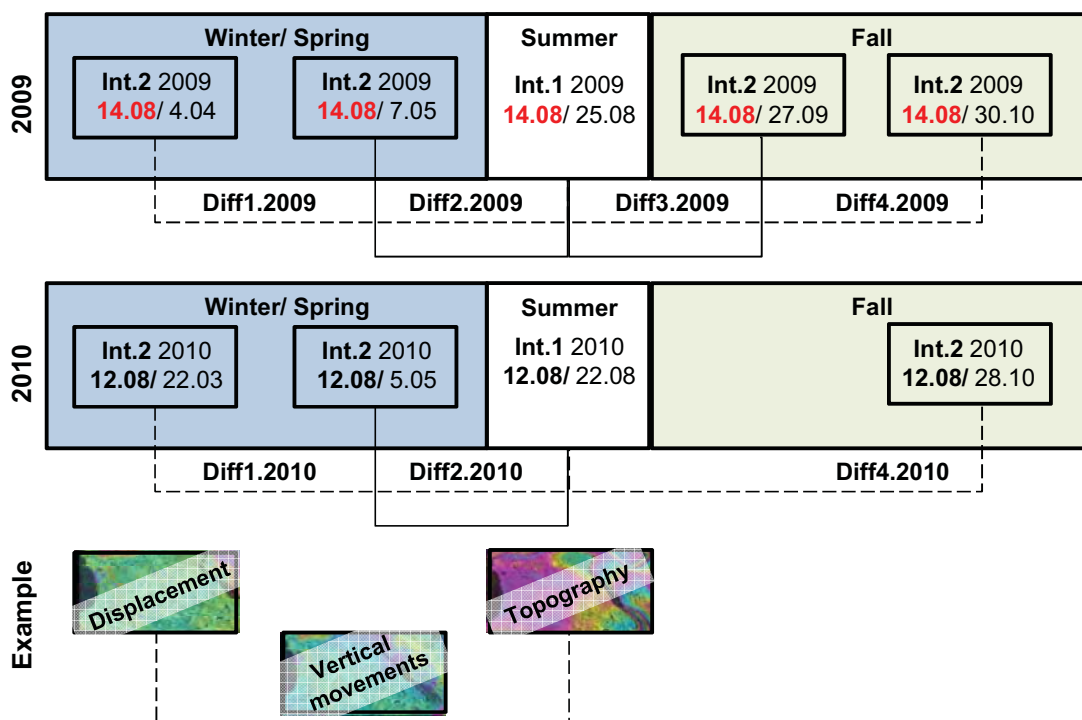 2009
Winter/ Spring
Summer
Fall
Int.2 2009
14.08/ 4.04
Int.2 2009
14.08/ 7.05
Int.1 2009
14.08/ 25.08
Int.2 2009
14.08/ 27.09
Int.2 2009
14.08/ 30.10
Diff1.2009
Diff2.2009
Diff3.2009
Diff4.2009
2010
Winter/ Spring
Summer
Fall
Int.2 2010
12.08/ 22.03
Int.2 2010
12.08/ 5.05
Int.1 2010
12.08/ 22.08
Int.2 2010
12.08/ 28.10
Diff1.2010
Diff2.2010
Diff4.2010
Example
Displacement
Vertical
movements
Topography